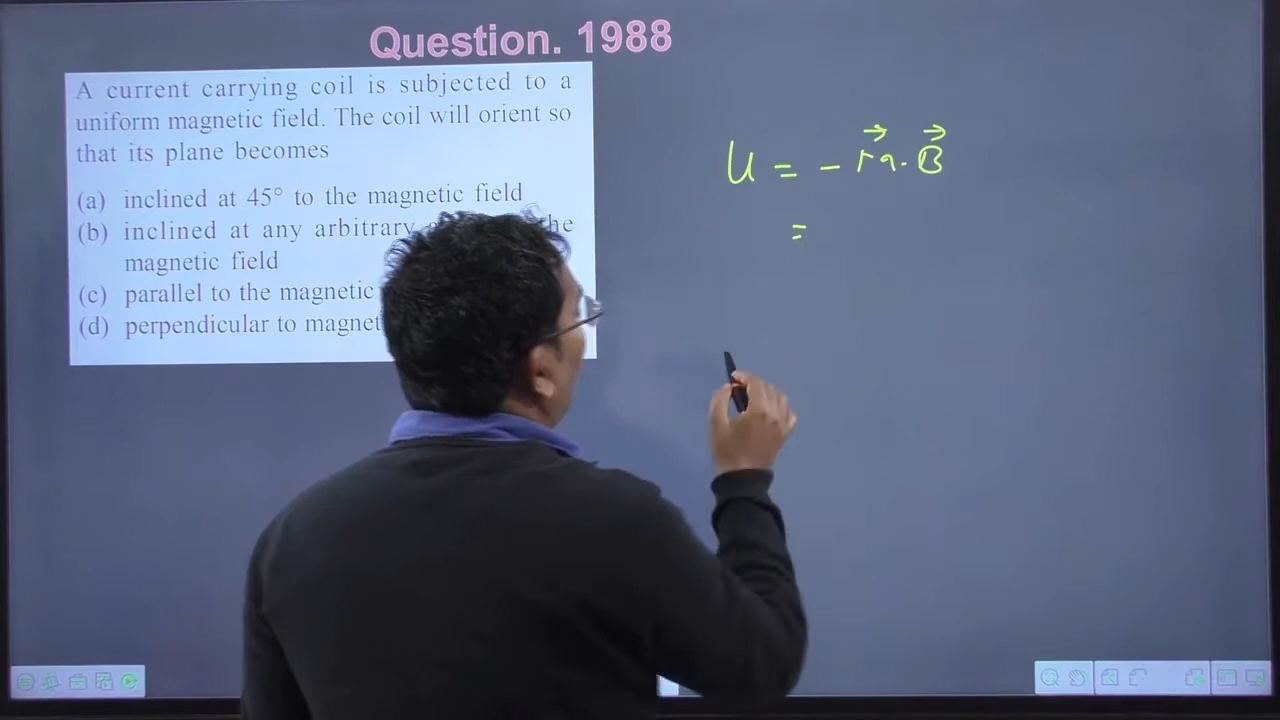 Question. 1988
A current carrying coil is subjected to a
uniform magnetic field. The coil will orient so
that its plane becomes
(a) inclined at 45° to the magnetic field
(b) inclined at any arbitrary
magnetic field
(c) parallel to the magnetic
(d) perpendicular to
U = - m⃗ . B⃗
=